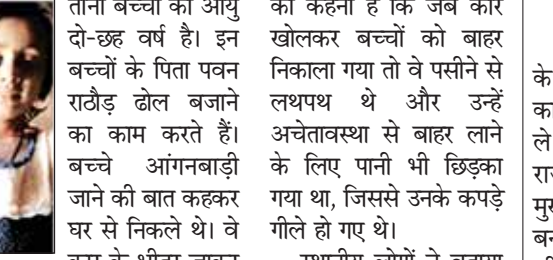 तीनों बच्चों की आयु
दो-छह वर्ष है। इन
बच्चों के पिता पवन
राठौड़ ढोल बजाने
का काम करते हैं।
बच्चे आंगनबाड़ी
जाने की बात कहकर
घर से निकले थे। वे
का कहना है कि जब कार
खोलकर बच्चों को बाहर
निकाला गया तो वे पसीने से
लथपथ थे और उन्हें
अचेतावस्था से बाहर लाने
के लिए पानी भी छिड़का
गया था, जिससे उनके कपड़े
गीले हो गए थे।
स्थानीय लोगों ने बताया
के
ले